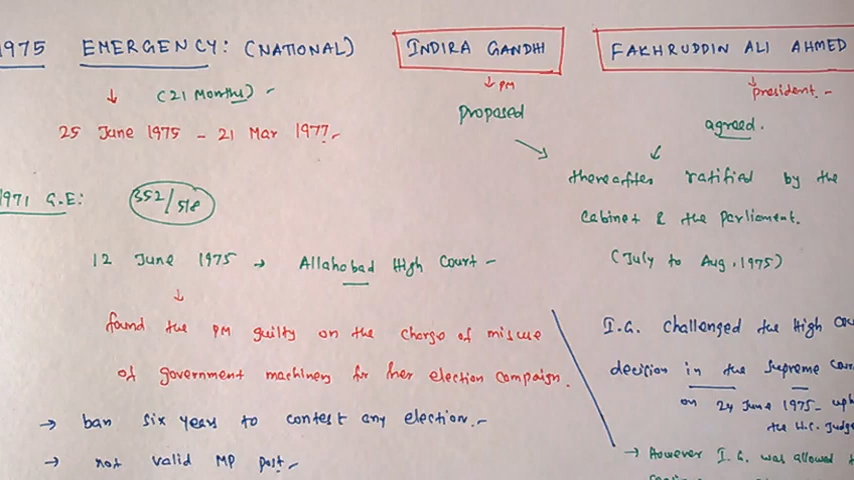 1975 EMERGENCY: (NATIONAL)
(21 Months)
25 June 1975 - 21 Mar 1977
INDIRA GANDHI
PM
Proposed
FAKHRUDDIN ALI AHMED
president.
agreed.
thereafter ratified by the
cabinet & the parliament.
(July to Aug. 1975)
1971 G.E: 352/518
12 June 1975 → Allahabad High Court -
found the PM guilty on the charge of misuse
of government machinery for her election campaign.
→ ban six years to contest any election.
→ not valid MP post
I.G. challenged the High Cou
decision in the Supreme Cour
on 24 June 1975- uph
the H.C. Judge
→ However I.G. was allowed t